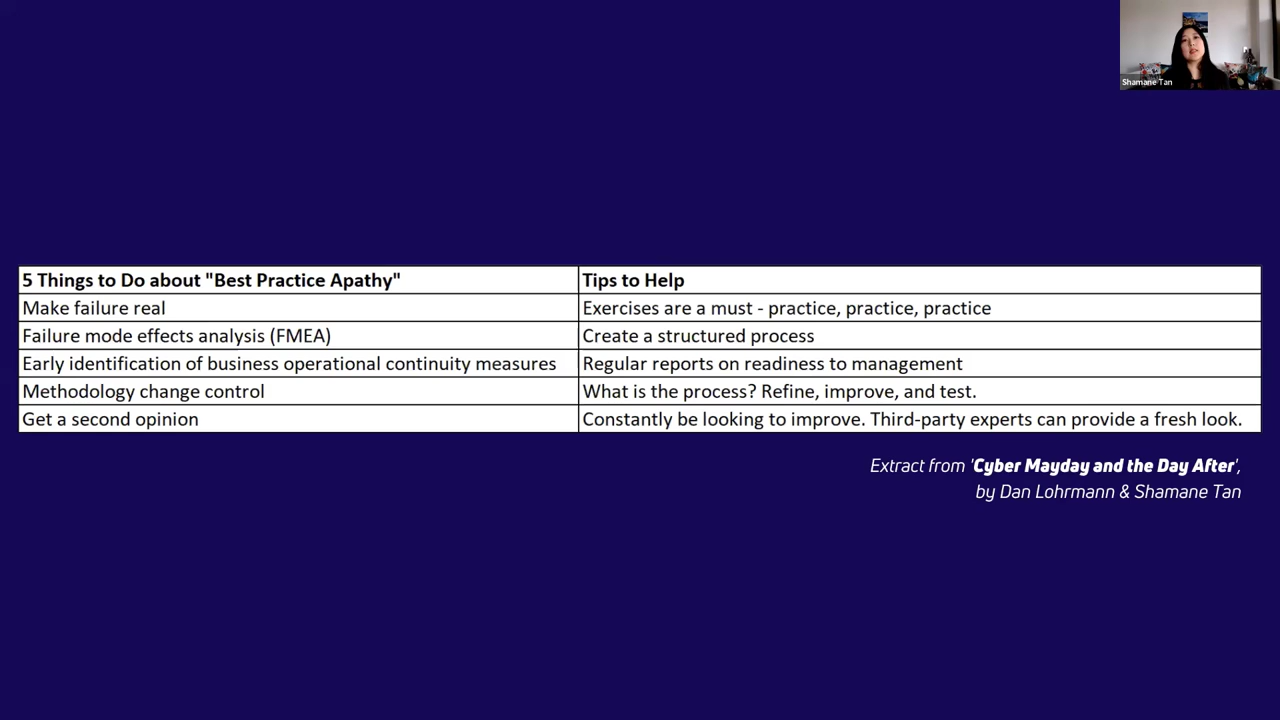 Shamane Tan
5 Things to Do about "Best Practice Apathy" Tips to Help
Make failure real Exercises are a must - practice, practice, practice
Failure mode effects analysis (FMEA) Create a structured process
Early identification of business operational continuity measures Regular reports on readiness to management
Methodology change control What is the process? Refine, improve, and test.
Get a second opinion Constantly be looking to improve. Third-party experts can provide a fresh look.
Extract from 'Cyber Mayday and the Day After',
by Dan Lohrmann & Shamane Tan